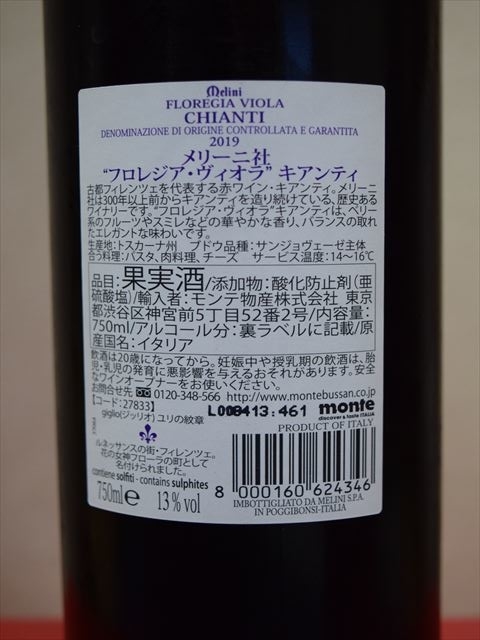 Melini
FLOREGIA VIOLA
CHIANTI
DENOMINAZIONE DI ORIGINE CONTROLLATA E GARANTITA
2019
メリーニ社
“フロレジア・ヴィオラ” キアンティ
古都フィレンツェを代表する赤ワイン・キアンティ。メリーニ
社は300年以上前からキアンティを造り続けている、歴史ある
ワイナリーです。“フロレジア・ヴィオラ”キアンティは、ベリー
系のフルーツやスミレなどの華やかな香り、バランスの取れ
たエレガントな味わいです。
生産地:トスカーナ州 ブドウ品種:サンジョヴェーゼ主体
合う料理:パスタ、肉料理、チーズ サービス温度:14～16℃
品目:果実酒/添加物:酸化防止剤(亜
硫酸塩)/輸入者:モンテ物産株式会社 東京
都渋谷区神宮前5丁目52番2号/内容量:
750ml/アルコール分:裏ラベルに記載/原
産国名:イタリア
飲酒は20歳になってから。妊娠中や授乳期の飲酒は、胎
児・乳児の発育に悪影響を与えるおそれがあります。安全
なワインオープナーをお使いください。
お問合せ先 0120-348-566 http://www.montebussan.co.jp
【コード:27833】
L008413:461
monte
discover & taste ITALIA
giglio(ジッリオ) ユリの紋章
PRODUCT OF ITALY
ルネッサンスの街・フィレンツェ。
花の女神フローラの町として
名付けられました。
contiene solfiti - contains sulphites
750ml e 13% vol
8 000160 624346
IMBOTTIGLIATO DA MELINI S.P.A.
IN POGGIBONSI-ITALIA